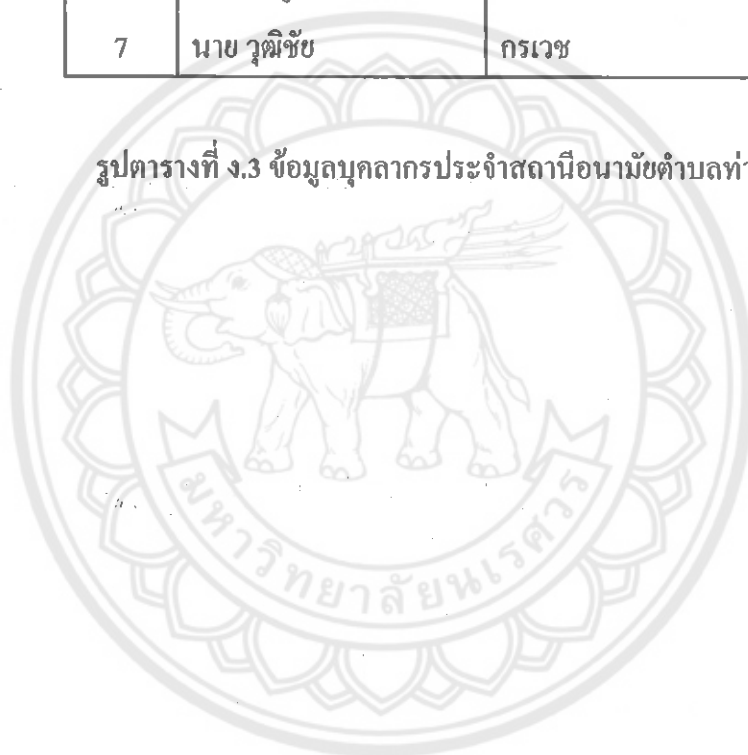 7 นาย วุฒิชัย กรเวช
รูปตารางที่ ง.3 ข้อมูลบุคลากรประจำสถานีอนามัยตำบลท่า
มหาวิทยาลัยนเรศวร